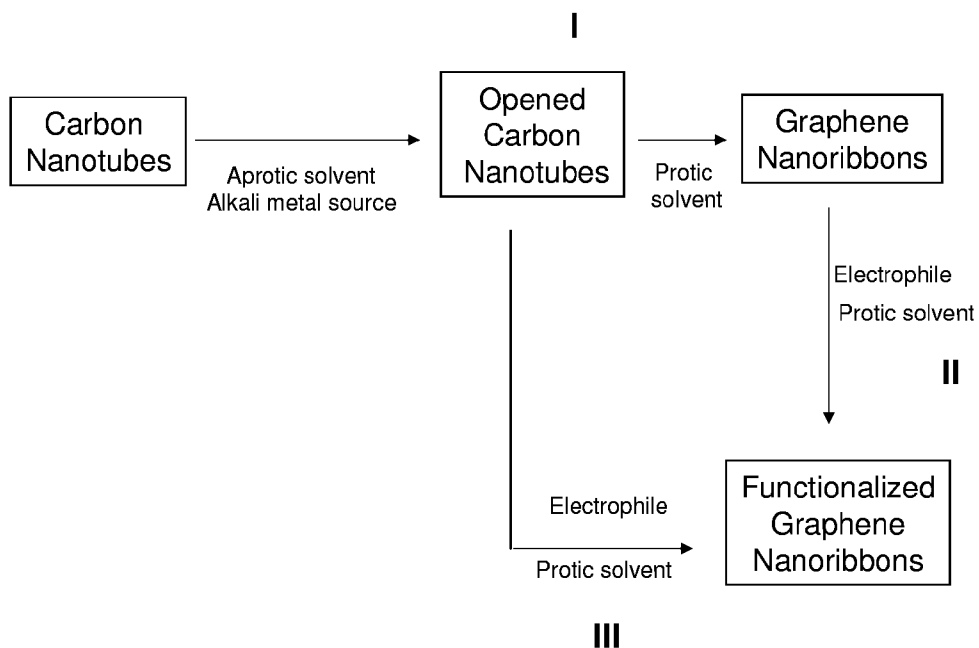 I
Carbon
Nanotubes
Aprotic solvent
Alkali metal source
Opened
Carbon
Nanotubes
Protic
solvent
Graphene
Nanoribbons
Electrophile
Protic solvent
II
Electrophile
Protic solvent
III
Functionalized
Graphene
Nanoribbons